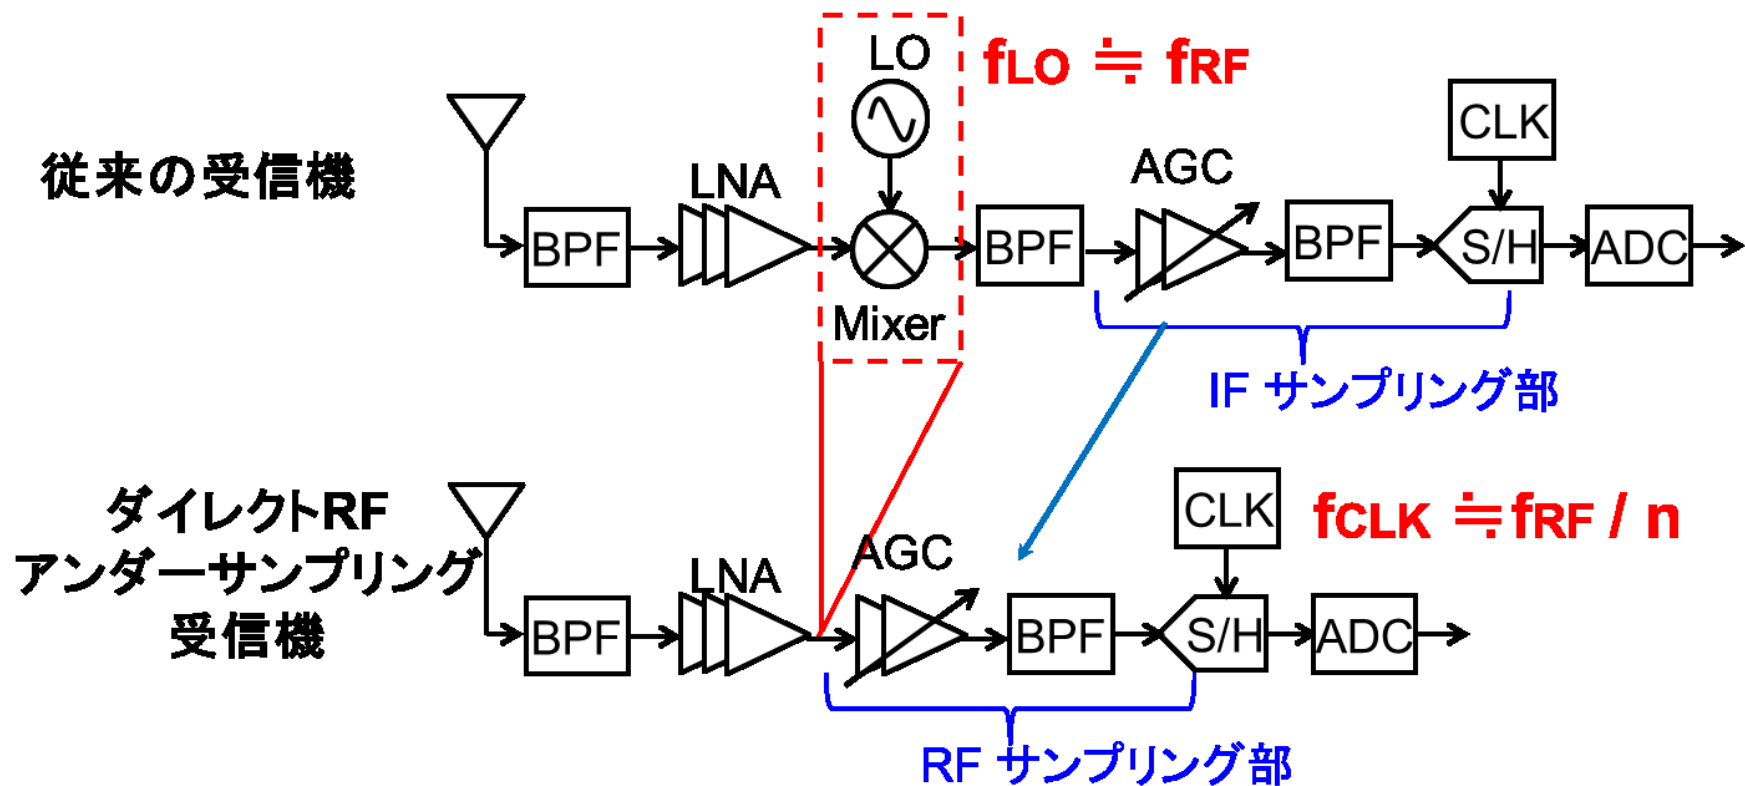 従来の受信機
BPF
LNA
LO
Mixer
fLO ≒ fRF
BPF
AGC
BPF
CLK
S/H
ADC
IF サンプリング部
ダイレクトRF
アンダーサンプリング
受信機
BPF
LNA
AGC
BPF
CLK
fCLK ≒fRF / n
S/H
ADC
RF サンプリング部